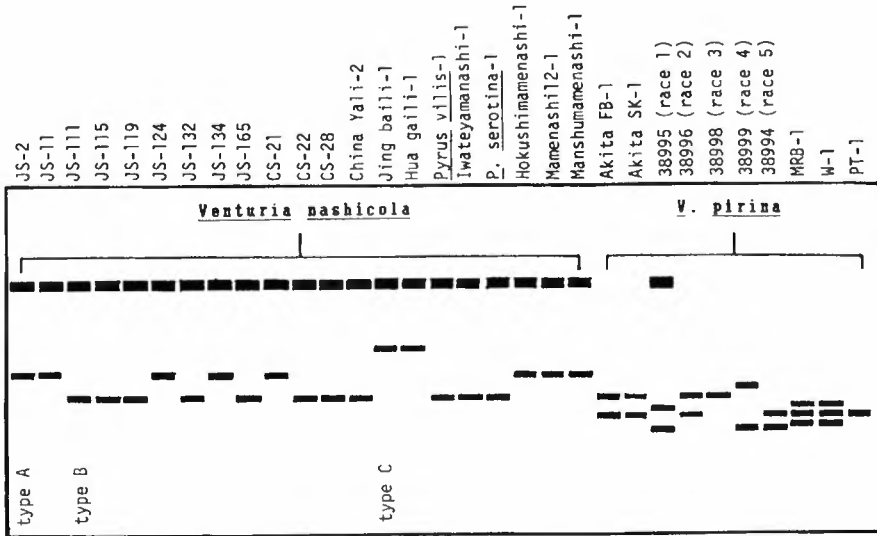 JS-2
JS-11
JS-111
JS-115
JS-119
JS-124
JS-132
JS-134
JS-165
CS-21
CS-22
CS-28
China Yali-2
Jing baili-1
Hua gaili-1
Pyrus vilis-1
Iwateyamanashi-1
P. serotina-1
Hokushimamenashi-1
Mamenashi12-1
Manshumamenashi-1
Akita FB-1
Akita SK-1
38995 (race 1)
38996 (race 2)
38998 (race 3)
38999 (race 4)
38994 (race 5)
MRB-1
W-1
PT-1
Venturia nashicola
V. pirina
type A
type B
type C